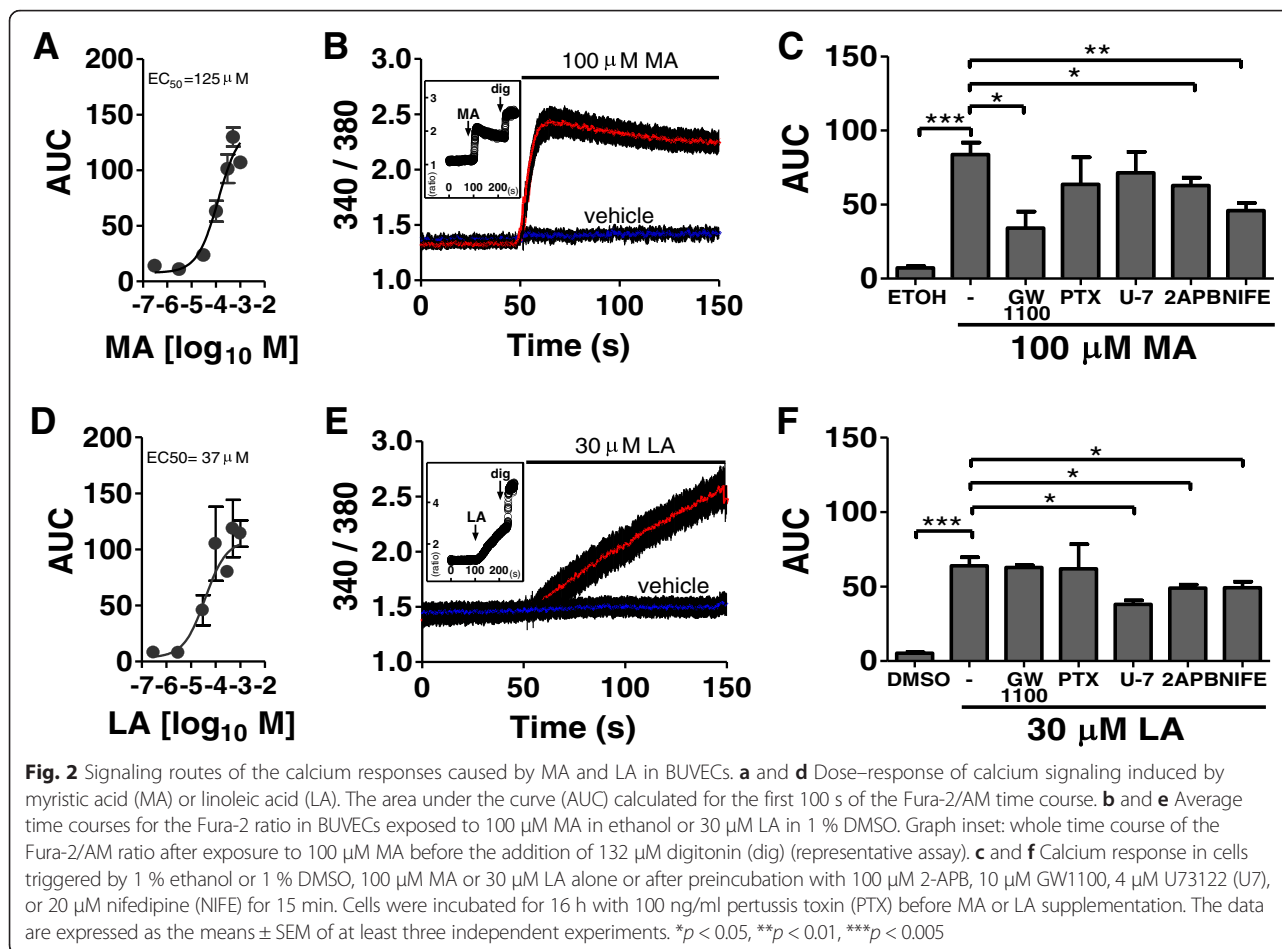 A
200
150
100
50
0
AUC
EC50=125 μM
-7-6-5-4-3-2
MA [log10 M]
B
3.0
2.5
2.0
1.5
1.0
340 / 380
100 μM MA
3
2
1
(ratio)
MA
dig
0 100 200 (s)
vehicle
0 50 100 150
Time (s)
C
150
100
50
0
AUC
**
*
*
***
ETOH - GW1100 PTX U-7 2APB NIFE
100 μM MA
D
200
150
100
50
0
AUC
EC50= 37 μM
-7-6-5-4-3-2
LA [log10 M]
E
3.0
2.5
2.0
1.5
1.0
340 / 380
30 μM LA
4
2
(ratio)
LA
dig
0 100 200 (s)
vehicle
0 50 100 150
Time (s)
F
150
100
50
0
AUC
*
*
*
***
DMSO - GW1100 PTX U-7 2APB NIFE
30 μM LA
Fig. 2 Signaling routes of the calcium responses caused by MA and LA in BUVECs. a and d Dose–response of calcium signaling induced by
myristic acid (MA) or linoleic acid (LA). The area under the curve (AUC) calculated for the first 100 s of the Fura-2/AM time course. b and e Average
time courses for the Fura-2 ratio in BUVECs exposed to 100 μM MA in ethanol or 30 μM LA in 1 % DMSO. Graph inset: whole time course of the
Fura-2/AM ratio after exposure to 100 μM MA before the addition of 132 μM digitonin (dig) (representative assay). c and f Calcium response in cells
triggered by 1 % ethanol or 1 % DMSO, 100 μM MA or 30 μM LA alone or after preincubation with 100 μM 2-APB, 10 μM GW1100, 4 μM U73122 (U7),
or 20 μM nifedipine (NIFE) for 15 min. Cells were incubated for 16 h with 100 ng/ml pertussis toxin (PTX) before MA or LA supplementation. The data
are expressed as the means ± SEM of at least three independent experiments. *p < 0.05, **p < 0.01, ***p < 0.005